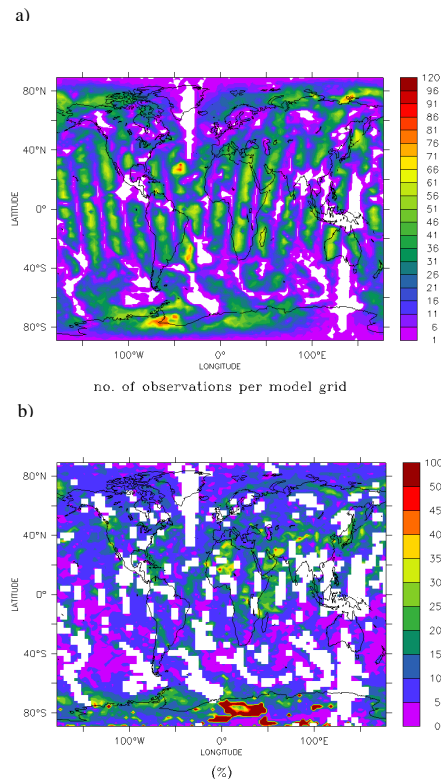 a)
80°N
40°N
0°
40°S
80°S
LATITUDE
100°W 0° 100°E
LONGITUDE
120
96
91
86
81
76
71
66
61
56
51
46
41
36
31
26
21
16
11
6
1
no. of observations per model grid
b)
80°N
40°N
0°
40°S
80°S
LATITUDE
100°W 0° 100°E
LONGITUDE
100
50
45
40
35
30
25
20
15
10
5
0
(%)